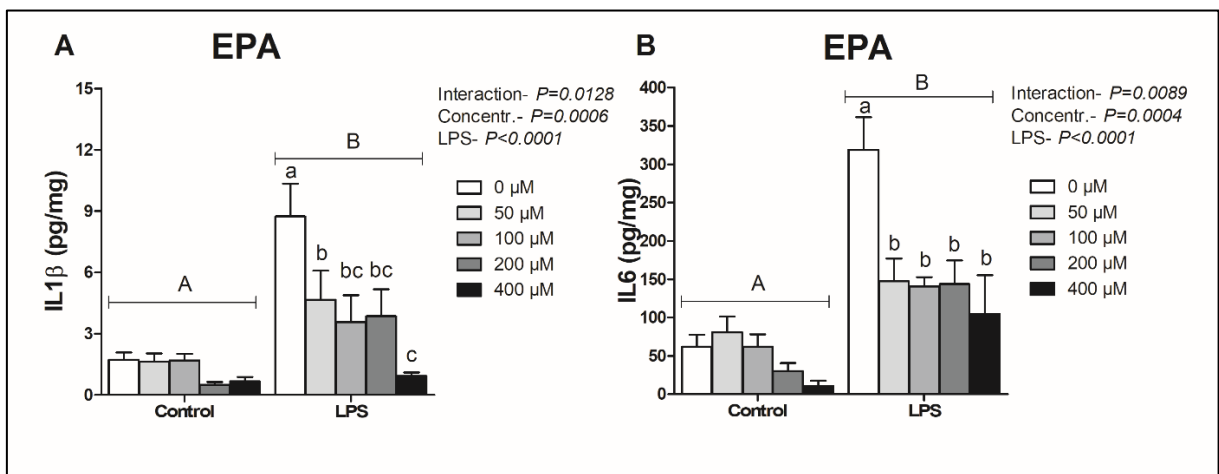 A
EPA
15
12
9
6
3
0
IL1β (pg/mg)
Interaction- P=0.0128
Concentr.- P=0.0006
LPS- P<0.0001
B
a
b
bc
bc
c
A
0 µM
50 µM
100 µM
200 µM
400 µM
Control
LPS
B
EPA
400
350
300
250
200
150
100
50
0
IL6 (pg/mg)
Interaction- P=0.0089
Concentr.- P=0.0004
LPS- P<0.0001
B
a
b
b
b
b
A
0 µM
50 µM
100 µM
200 µM
400 µM
Control
LPS